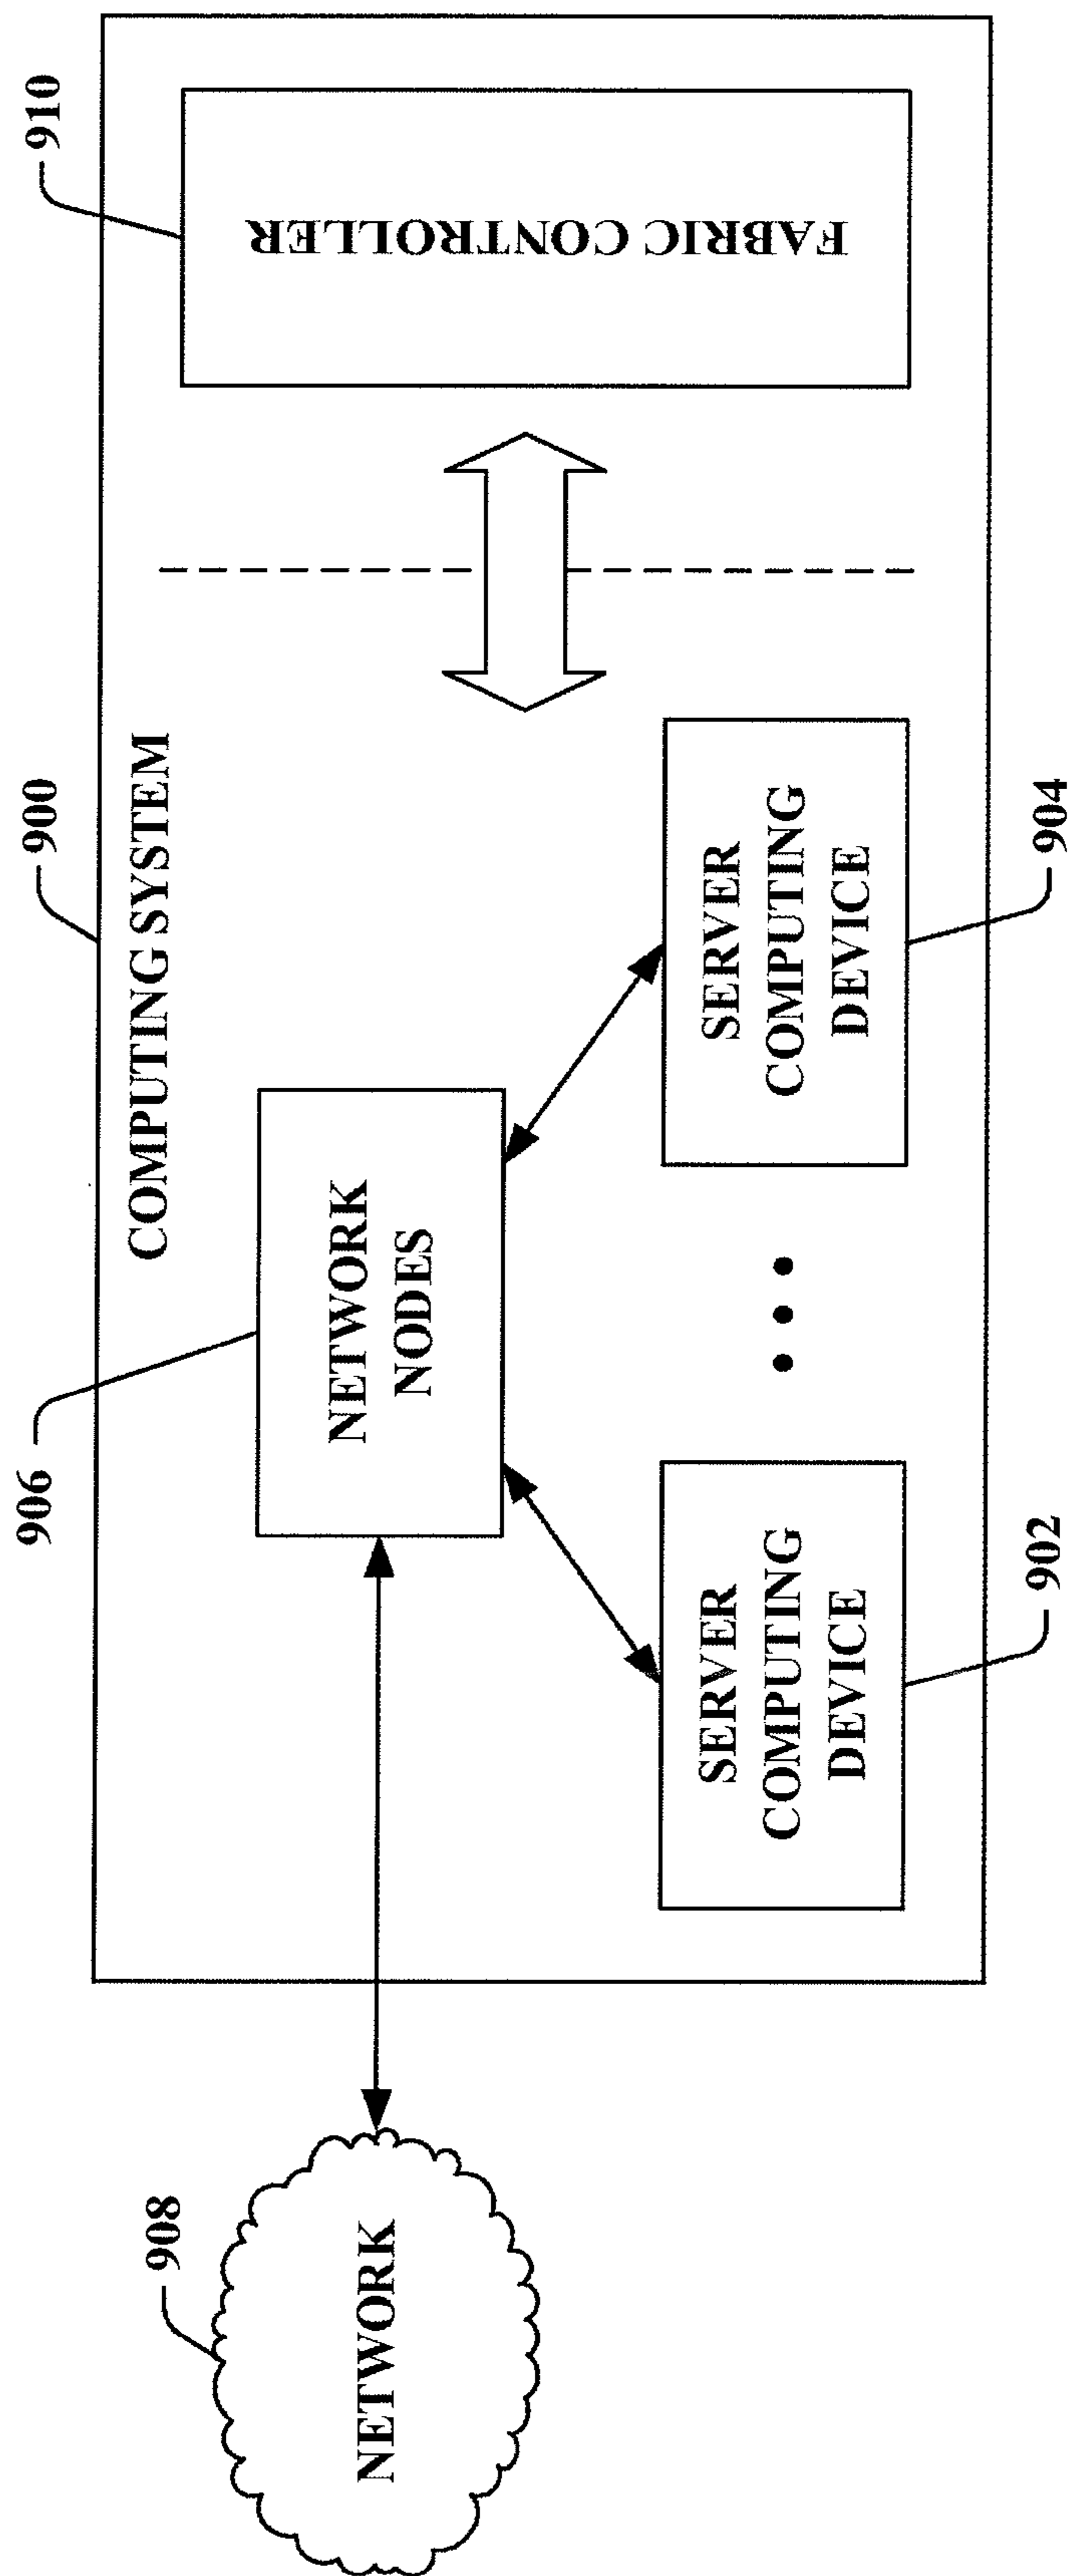 900
COMPUTING SYSTEM
910
FABRIC CONTROLLER
906
NETWORK
NODES
908
NETWORK
SERVER
COMPUTING
DEVICE
902
SERVER
COMPUTING
DEVICE
904